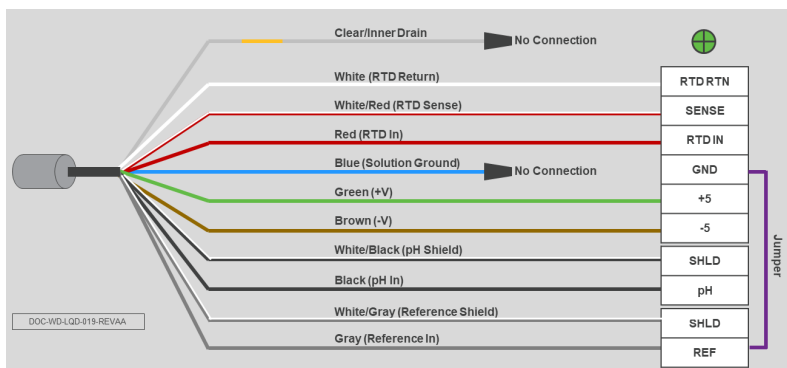 Clear/Inner Drain
No Connection
White (RTD Return)
RTD RTN
White/Red (RTD Sense)
SENSE
Red (RTD In)
RTD IN
Blue (Solution Ground)
No Connection
GND
Green (+V)
+5
Brown (-V)
-5
White/Black (pH Shield)
SHLD
Black (pH In)
pH
White/Gray (Reference Shield)
SHLD
Gray (Reference In)
REF
Jumper
DOC-WD-LQD-019-REVAA